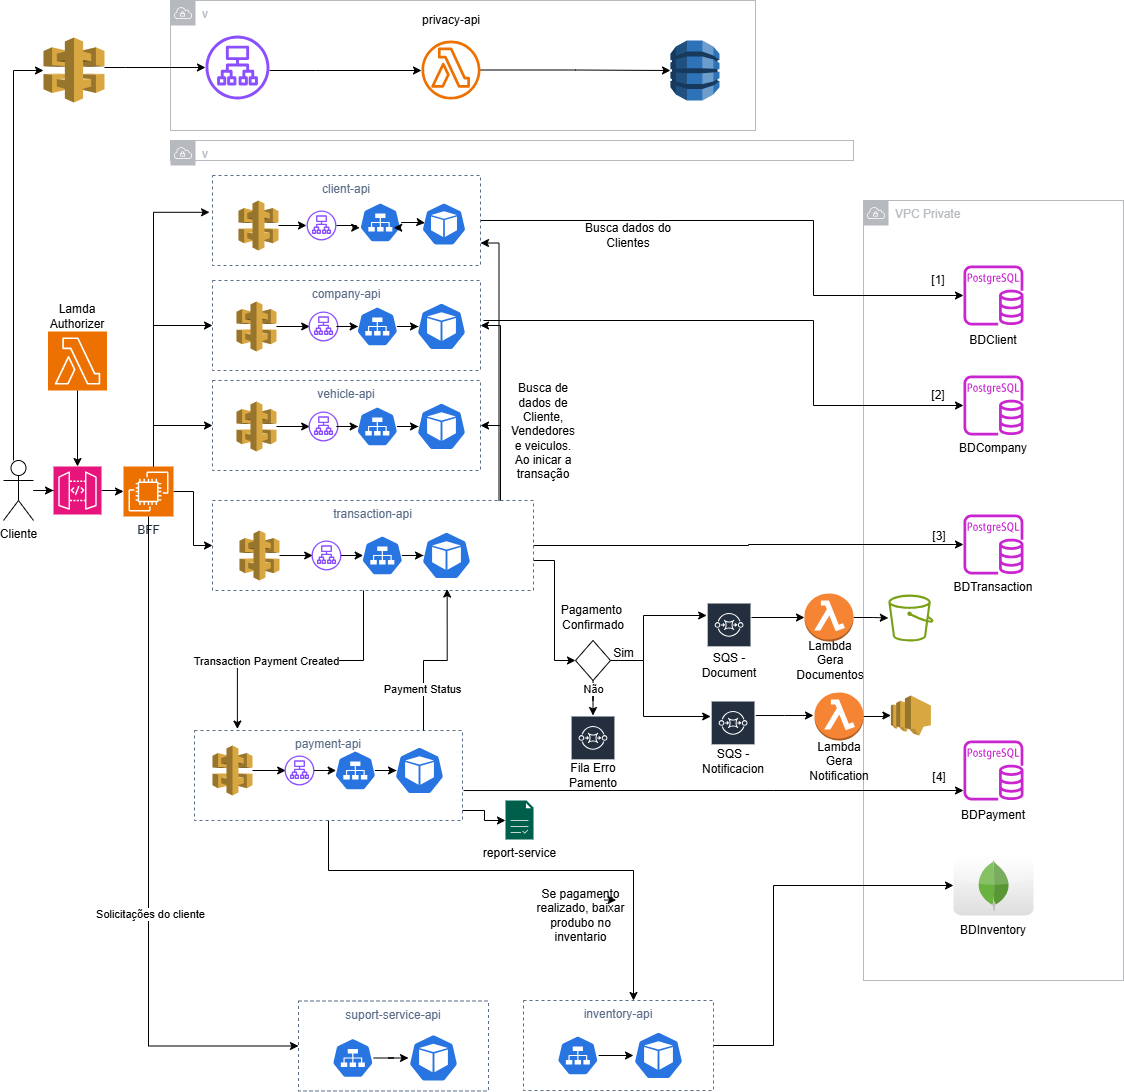 v
privacy-api
v
client-api
Busca dados do
Clientes
VPC Private
[1]
PostgreSQL
BDClient
company-api
Lamda
Authorizer
[2]
PostgreSQL
BDCompany
vehicle-api
Busca de
dados de
Cliente,
Vendedores
e veiculos.
Ao inicar a
transação
Cliente
BFF
transaction-api
[3]
PostgreSQL
BDTransaction
Pagamento
Confirmado
Sim
Não
SQS -
Document
Lambda
Gera
Documentos
Transaction Payment Created
Payment Status
SQS -
Notificacion
Lambda
Gera
Notification
Fila Erro
Pamento
payment-api
[4]
PostgreSQL
BDPayment
report-service
Se pagamento
realizado, baixar
produbo no
inventario
Solicitações do cliente
BDInventory
suport-service-api
inventory-api